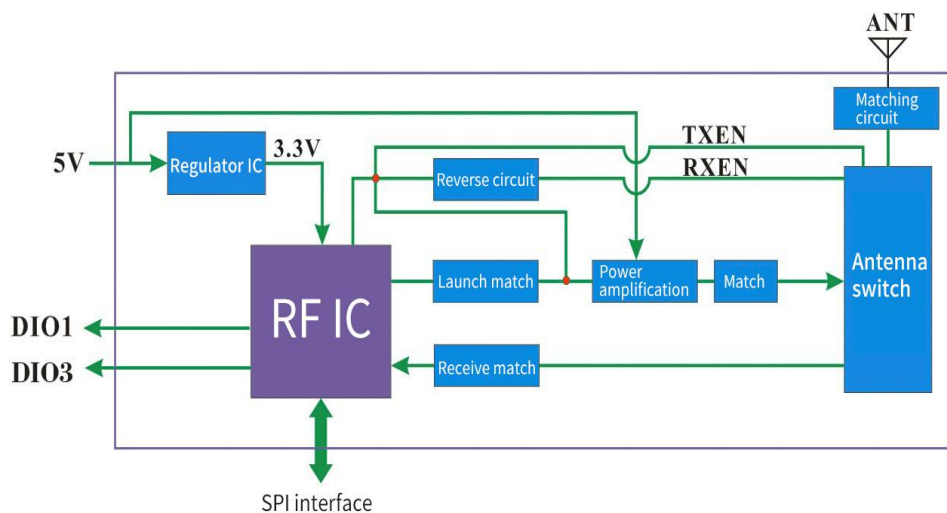 ANT
Matching
circuit
TXEN
5V
Regulator IC
3.3V
RXEN
Reverse circuit
Launch match
Power
amplification
Match
Antenna
switch
RF IC
DIO1
DIO3
Receive match
SPI interface